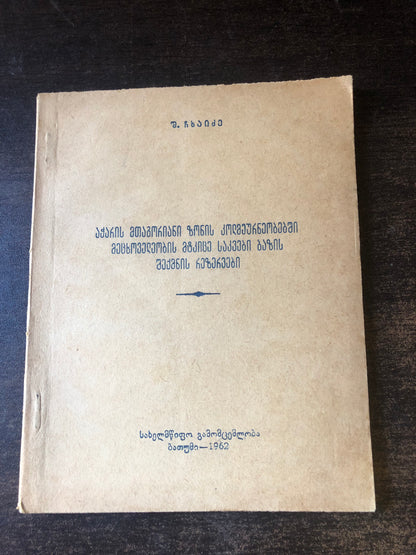 შ. ჩხაიძე
აჭარის მთაგორიანი ზონის კოლმეურნეობებში
მეცხოველეობის მტკიცე საკვები ბაზის
შექმნის რეზერვები
სახელმწიფო გამომცემლობა
ბათუმი—1962